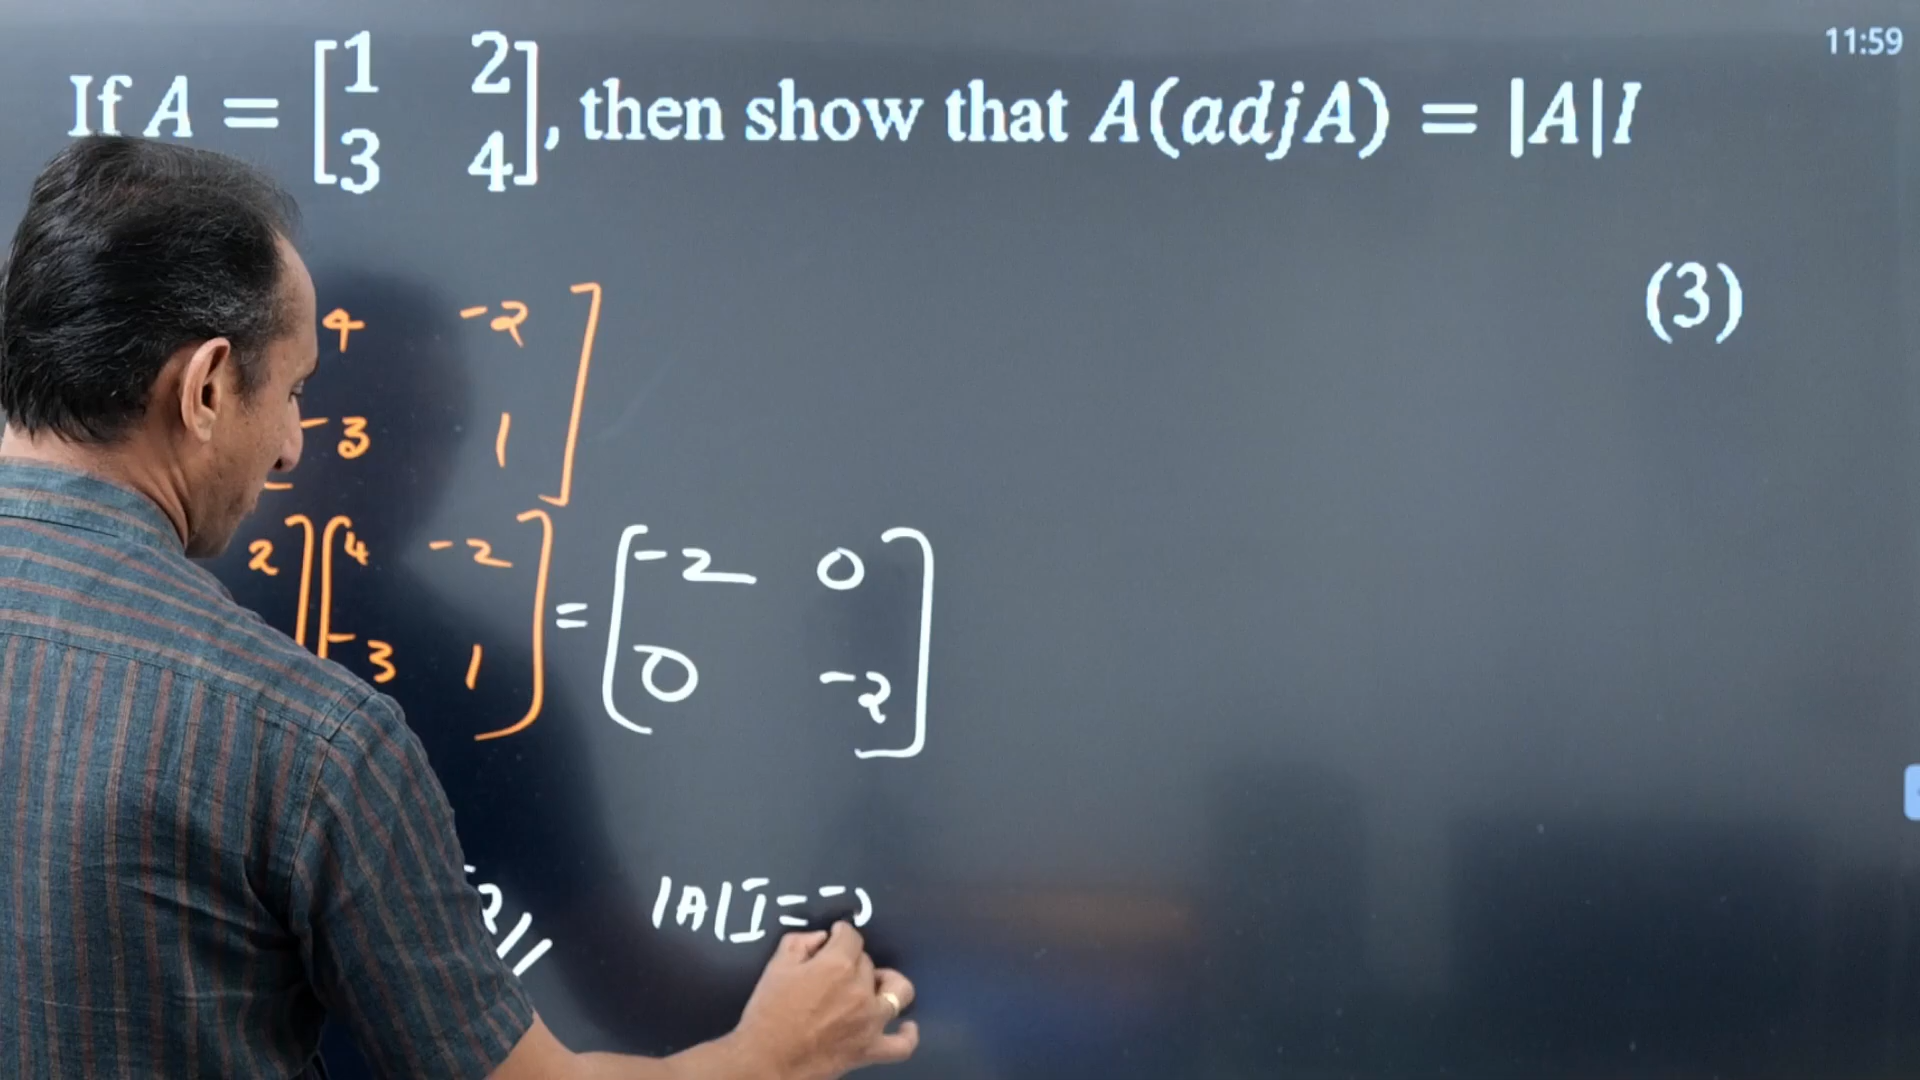 11:59
If A = [1 2
3 4], then show that A(adjA) = |A|I
(3)
4 -2
-3 1
2][4 -2
-3 1] = [-2 0
0 -2]
|A|I = -